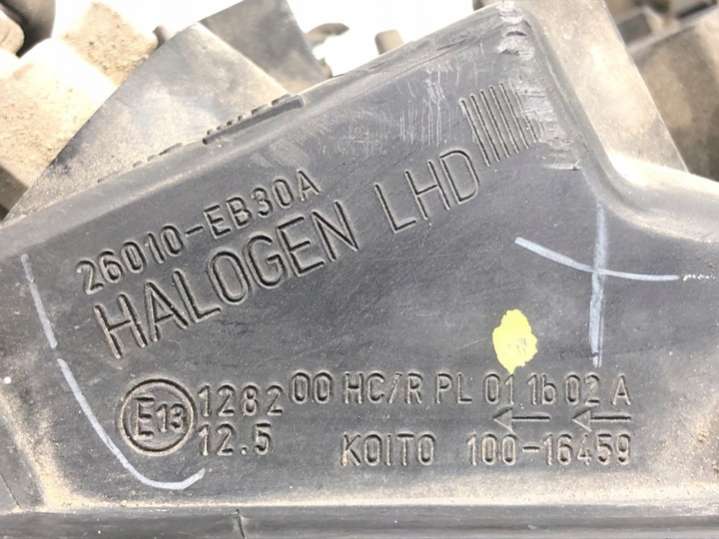 26010-EB30A
HALOGEN LHD
E13 1282 00 HC/R PL 01 1b 02 A
12.5 KOITO 100-16459